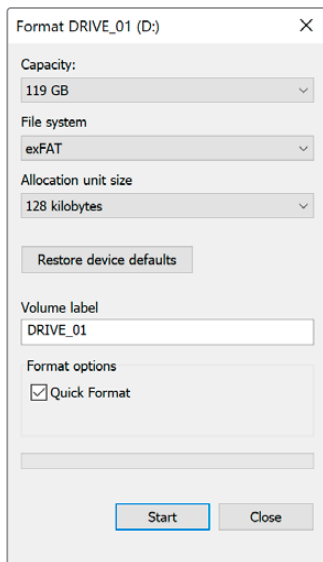 Format DRIVE_01 (D:)
Capacity:
119 GB
File system
exFAT
Allocation unit size
128 kilobytes
Restore device defaults
Volume label
DRIVE_01
Format options
Quick Format
Start Close